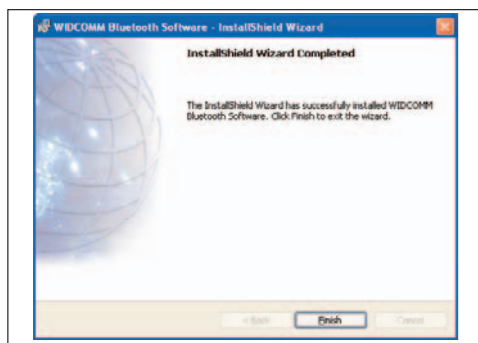 WIDCOMM Bluetooth Software - InstallShield Wizard
InstallShield Wizard Completed
The InstallShield Wizard has successfully installed WIDCOMM
Bluetooth Software. Click Finish to exit the wizard.
< Back
Finish
Cancel